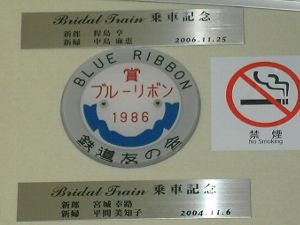 Bridal Train 乗車記念
新郎 程島 亨
新婦 中島 麻恵 2006.11.25
BLUE RIBBON
賞
ブルーリボン
1986
鉄道友の会
禁煙
No Smoking
Bridal Train 乗車記念
新郎 宮城 幸路
新婦 平間 美知子 2004.11.6